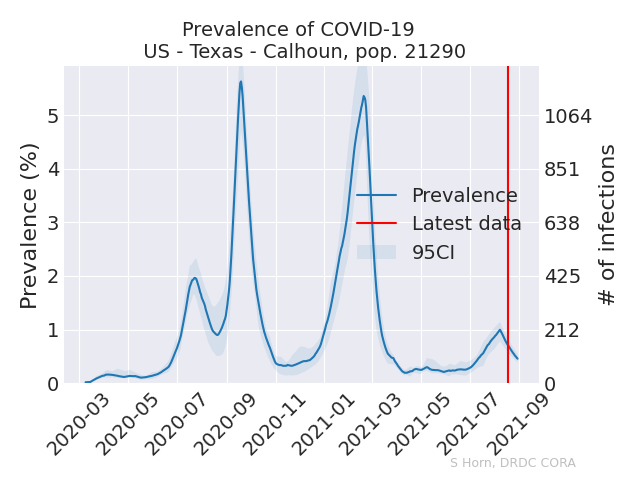 Prevalence of COVID-19
US - Texas - Calhoun, pop. 21290
Prevalence (%)
5
4
3
2
1
0
1064
851
638
425
212
0
# of infections
Prevalence
Latest data
95CI
2020-03
2020-05
2020-07
2020-09
2020-11
2021-01
2021-03
2021-05
2021-07
2021-09
S Horn, DRDC CORA